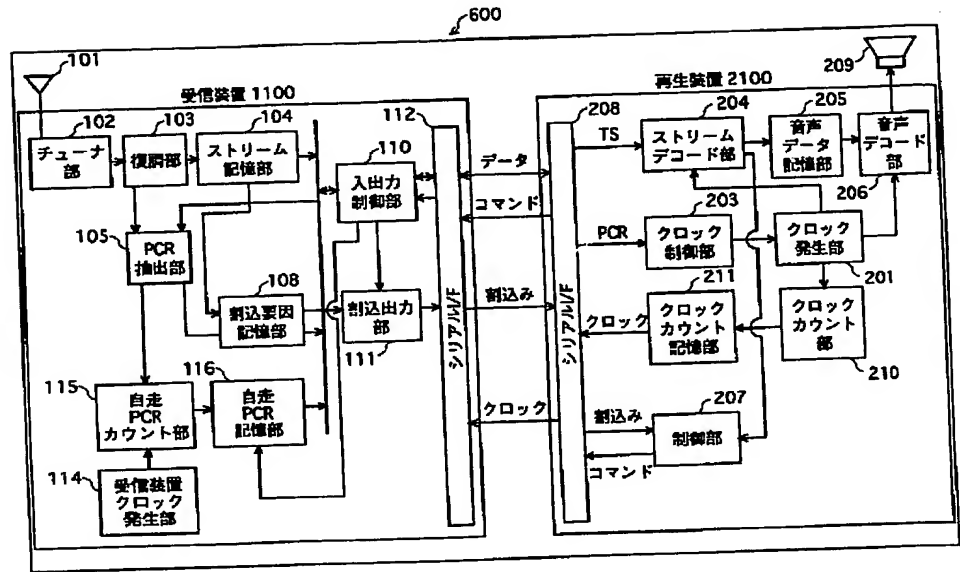 600
101
受信装置 1100
102
チューナ
部
103
復調部
104
ストリーム
記憶部
112
110
入出力
制御部
105
PCR
抽出部
108
割込要因
記憶部
割込出力
部
111
115
自走
PCR
カウント部
116
自走
PCR
記憶部
114
受信装置
クロック
発生部
シリアルI/F
データ
コマンド
割込み
クロック
209
再生装置 2100
208
シリアルI/F
TS
204
ストリーム
デコード部
205
音声
データ
記憶部
音声
デコード
部
206
PCR
203
クロック
制御部
クロック
発生部
201
クロック
211
クロック
カウント
記憶部
クロック
カウント
部
210
割込み
207
制御部
コマンド